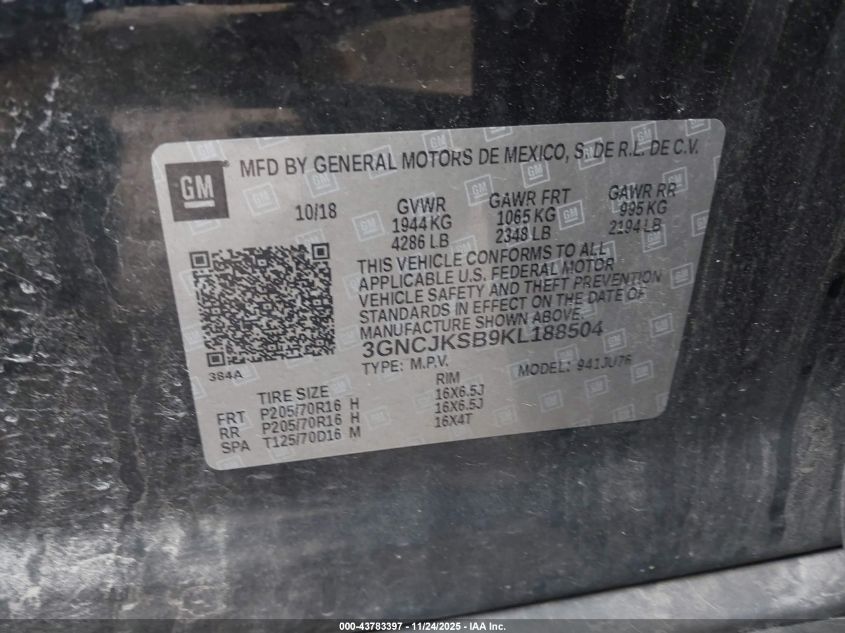 GM
MFD BY GENERAL MOTORS DE MEXICO, S. DE R.L. DE C.V.
10/18 GVWR GAWR FRT GAWR RR
1944 KG 1065 KG 995 KG
4286 LB 2348 LB 2194 LB
THIS VEHICLE CONFORMS TO ALL
APPLICABLE U.S. FEDERAL MOTOR
VEHICLE SAFETY AND THEFT PREVENTION
STANDARDS IN EFFECT ON THE DATE OF
MANUFACTURE SHOWN ABOVE.
3GNCJKSB9KL188504
384A
TYPE: M.P.V. MODEL: 941JU76
TIRE SIZE RIM
FRT P205/70R16 H 16X6.5J
RR P205/70R16 H 16X6.5J
SPA T125/70D16 M 16X4T
000-43783397 - 11/24/2025 - IAA Inc.